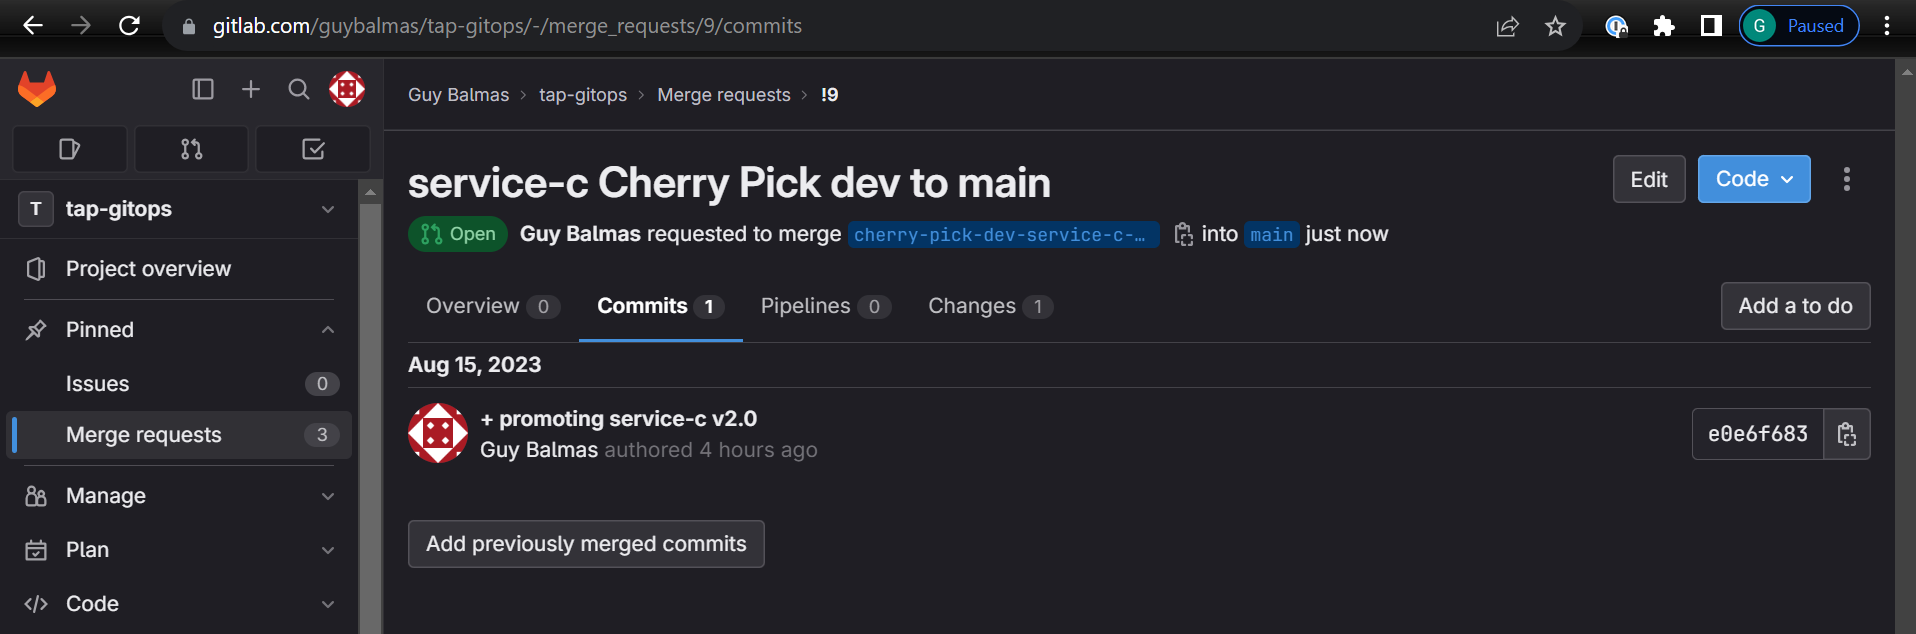 gitlab.com/guybalmas/tap-gitops/-/merge_requests/9/commits
G Paused
Guy Balmas › tap-gitops › Merge requests › !9
service-c Cherry Pick dev to main
Edit
Code
Open Guy Balmas requested to merge cherry-pick-dev-service-c-… into main just now
Overview 0 Commits 1 Pipelines 0 Changes 1
Add a to do
Aug 15, 2023
+ promoting service-c v2.0
Guy Balmas authored 4 hours ago
e0e6f683
Add previously merged commits
T tap-gitops
Project overview
Pinned
Issues 0
Merge requests 3
Manage
Plan
Code